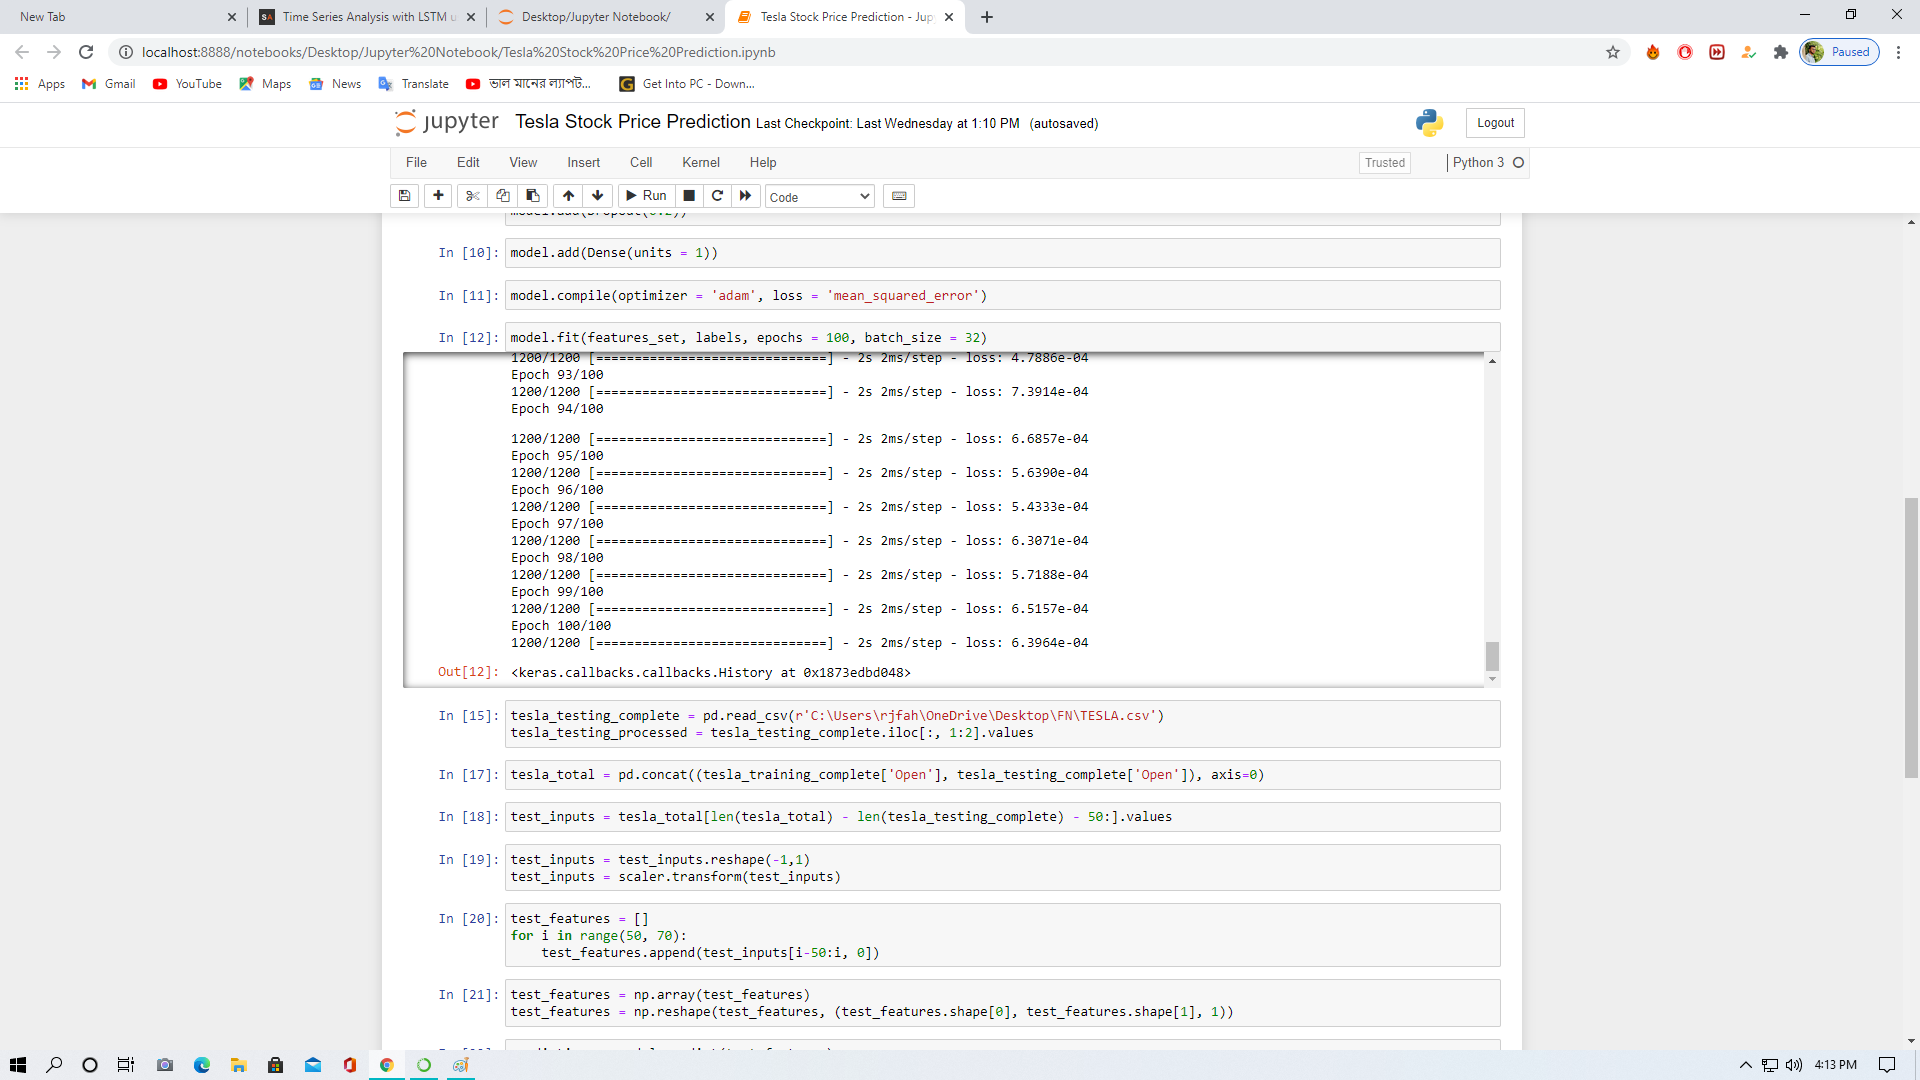 New Tab
Time Series Analysis with LSTM u
Desktop/Jupyter Notebook/
Tesla Stock Price Prediction - Jup
localhost:8888/notebooks/Desktop/Jupyter%20Notebook/Tesla%20Stock%20Price%20Prediction.ipynb
Paused
Apps
Gmail
YouTube
Maps
News
Translate
ভাল মানের ল্যাপট...
Get Into PC - Down...
jupyter
Tesla Stock Price Prediction Last Checkpoint: Last Wednesday at 1:10 PM (autosaved)
Logout
File Edit View Insert Cell Kernel Help
Trusted
Python 3
Run
Code
model.add(Dropout(0.2))
In [10]: model.add(Dense(units = 1))
In [11]: model.compile(optimizer = 'adam', loss = 'mean_squared_error')
In [12]: model.fit(features_set, labels, epochs = 100, batch_size = 32)
1200/1200 [==============================] - 2s 2ms/step - loss: 4.7886e-04
Epoch 93/100
1200/1200 [==============================] - 2s 2ms/step - loss: 7.3914e-04
Epoch 94/100
1200/1200 [==============================] - 2s 2ms/step - loss: 6.6857e-04
Epoch 95/100
1200/1200 [==============================] - 2s 2ms/step - loss: 5.6390e-04
Epoch 96/100
1200/1200 [==============================] - 2s 2ms/step - loss: 5.4333e-04
Epoch 97/100
1200/1200 [==============================] - 2s 2ms/step - loss: 6.3071e-04
Epoch 98/100
1200/1200 [==============================] - 2s 2ms/step - loss: 5.7188e-04
Epoch 99/100
1200/1200 [==============================] - 2s 2ms/step - loss: 6.5157e-04
Epoch 100/100
1200/1200 [==============================] - 2s 2ms/step - loss: 6.3964e-04
Out[12]: <keras.callbacks.callbacks.History at 0x1873edbd048>
In [15]: tesla_testing_complete = pd.read_csv(r'C:\Users\rjfah\OneDrive\Desktop\FN\TESLA.csv')
tesla_testing_processed = tesla_testing_complete.iloc[:, 1:2].values
In [17]: tesla_total = pd.concat((tesla_training_complete['Open'], tesla_testing_complete['Open']), axis=0)
In [18]: test_inputs = tesla_total[len(tesla_total) - len(tesla_testing_complete) - 50:].values
In [19]: test_inputs = test_inputs.reshape(-1,1)
test_inputs = scaler.transform(test_inputs)
In [20]: test_features = []
for i in range(50, 70):
    test_features.append(test_inputs[i-50:i, 0])
In [21]: test_features = np.array(test_features)
test_features = np.reshape(test_features, (test_features.shape[0], test_features.shape[1], 1))
4:13 PM